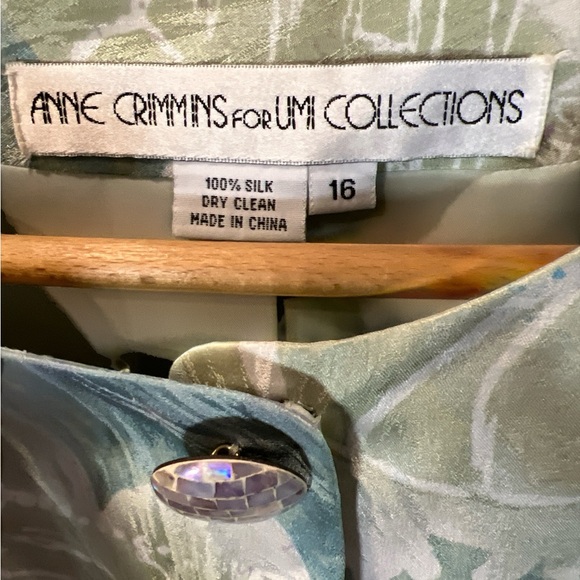 ANNE CRIMMINS FOR UMI COLLECTIONS
100% SILK
DRY CLEAN
MADE IN CHINA
16